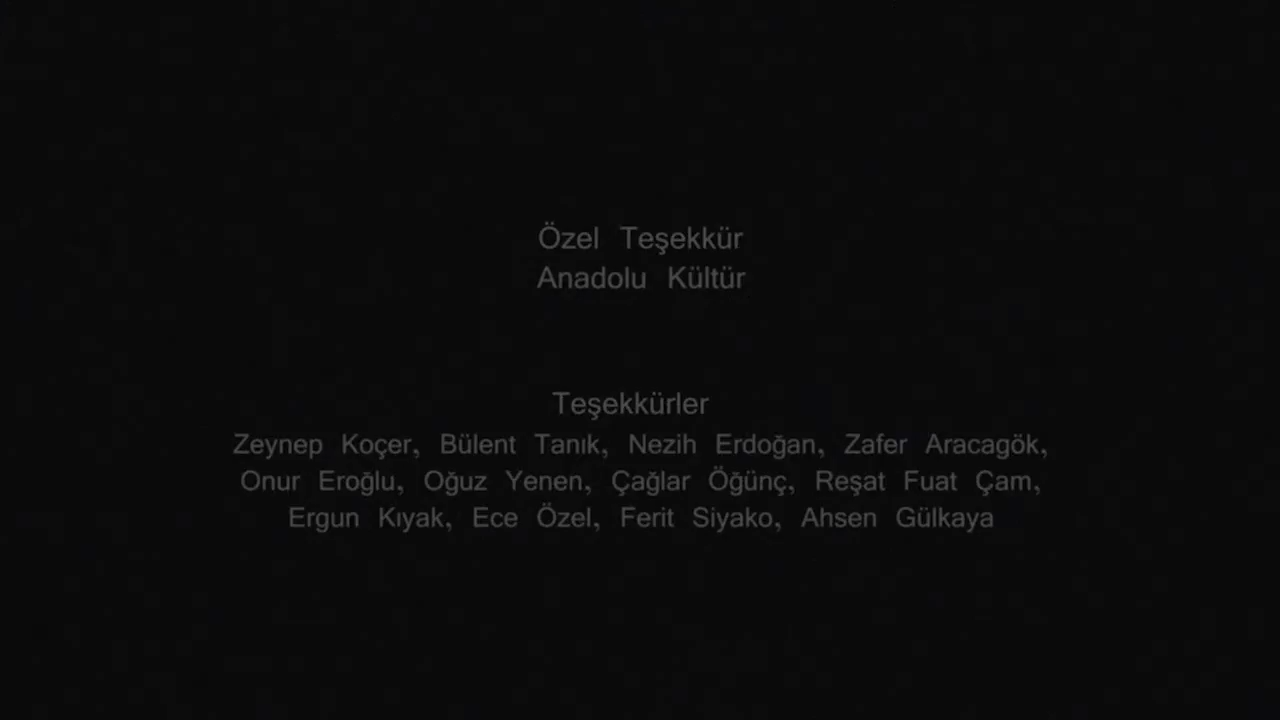 Özel Teşekkür
Anadolu Kültür
Teşekkürler
Zeynep Koçer, Bülent Tanık, Nezih Erdoğan, Zafer Aracagök,
Onur Eroğlu, Oğuz Yenen, Çağlar Öğünç, Reşat Fuat Çam,
Ergun Kıyak, Ece Özel, Ferit Siyako, Ahsen Gülkaya